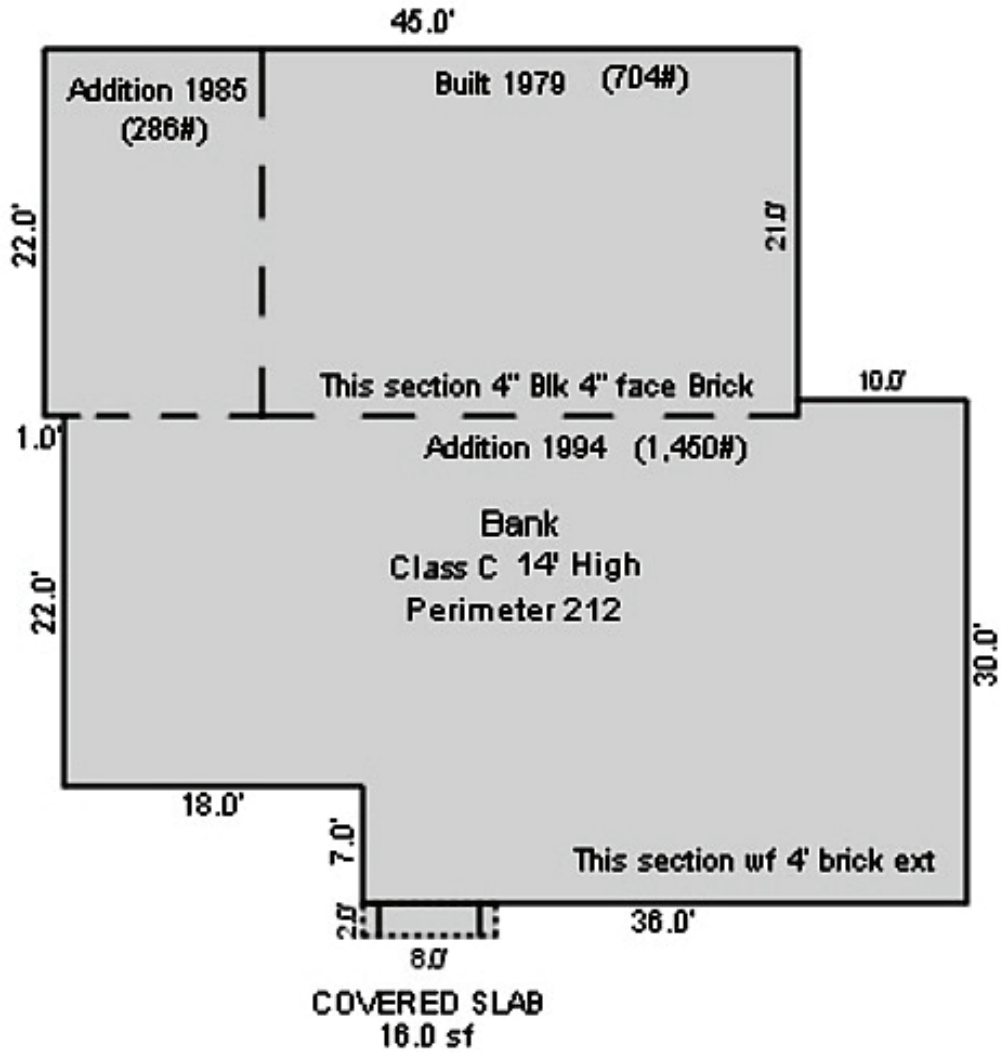 45.0'
Addition 1985
(286#)
Built 1979 (704#)
22.0'
21.0'
This section 4" Blk 4" face Brick
10.0'
1.0'
Addition 1994 (1,450#)
Bank
Class C 14' High
Perimeter 212
22.0'
30.0'
18.0'
7.0'
This section wf 4' brick ext
2.0'
36.0'
8.0'
COVERED SLAB
16.0 sf